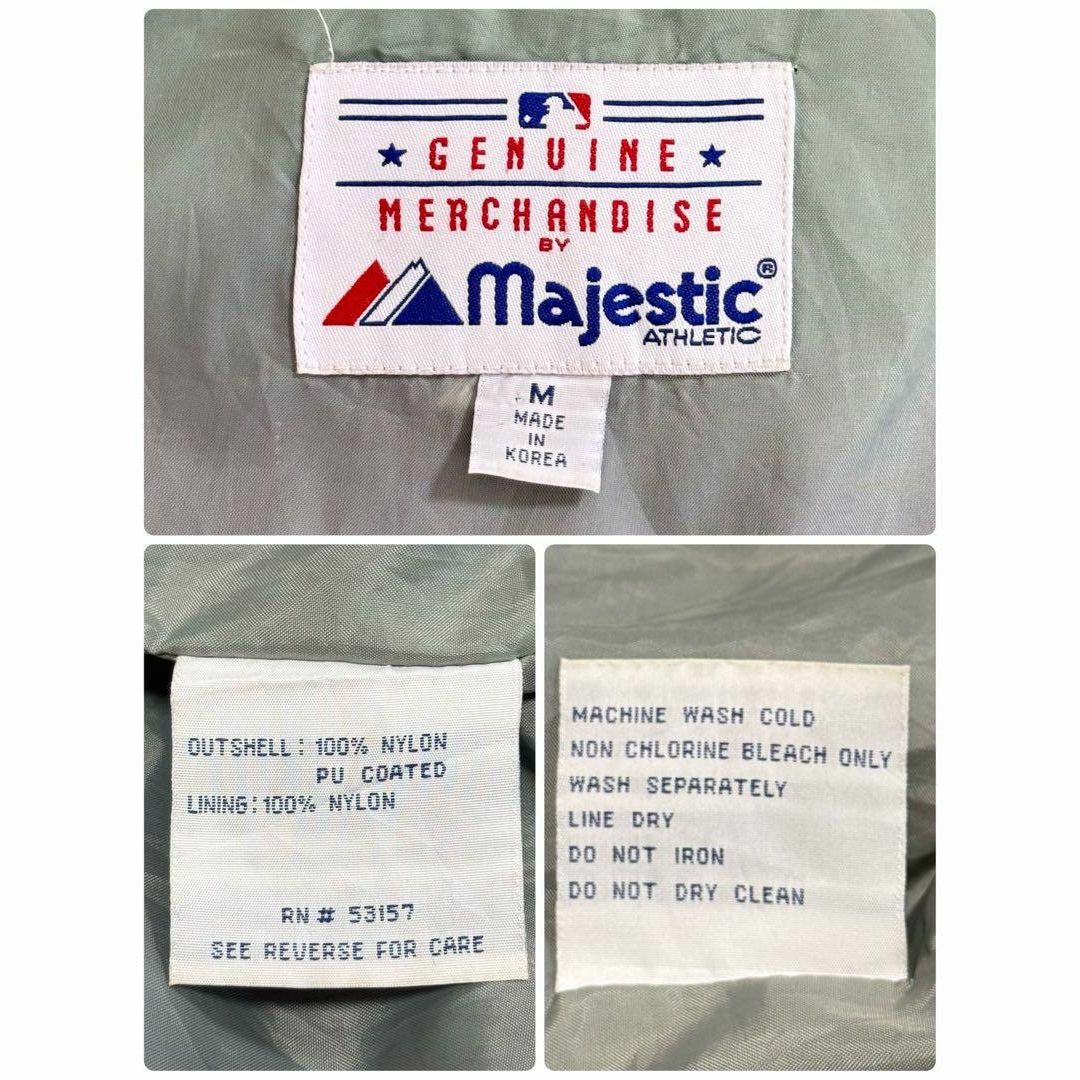 ★ GENUINE ★
MERCHANDISE
BY
Majestic®
ATHLETIC
M
MADE
IN
KOREA
OUTSHELL: 100% NYLON
PU COATED
LINING: 100% NYLON
RN # 53157
SEE REVERSE FOR CARE
MACHINE WASH COLD
NON CHLORINE BLEACH ONLY
WASH SEPARATELY
LINE DRY
DO NOT IRON
DO NOT DRY CLEAN